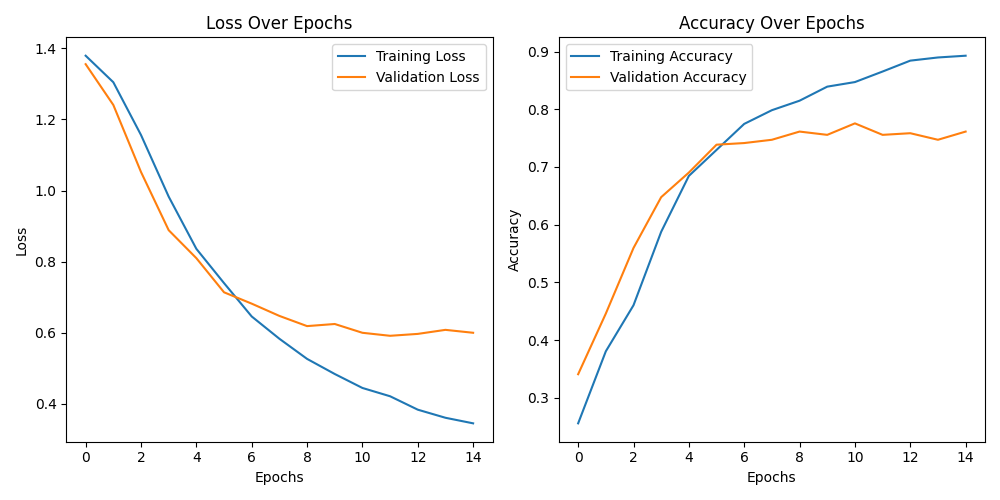 Loss Over Epochs
1.4
1.2
1.0
0.8
0.6
0.4
Loss
Training Loss
Validation Loss
0 2 4 6 8 10 12 14
Epochs
Accuracy Over Epochs
0.9
0.8
0.7
0.6
0.5
0.4
0.3
Accuracy
Training Accuracy
Validation Accuracy
0 2 4 6 8 10 12 14
Epochs